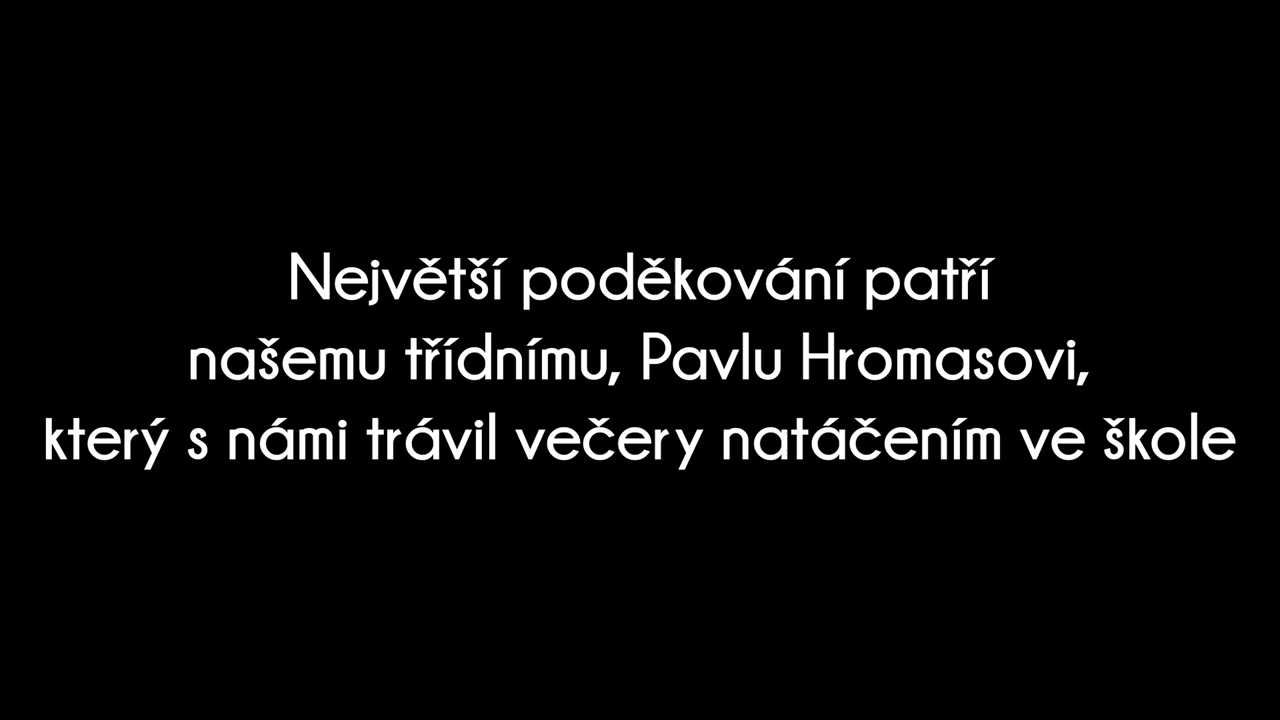 Největší poděkování patří
našemu třídnímu, Pavlu Hromasovi,
který s námi trávil večery natáčením ve škole